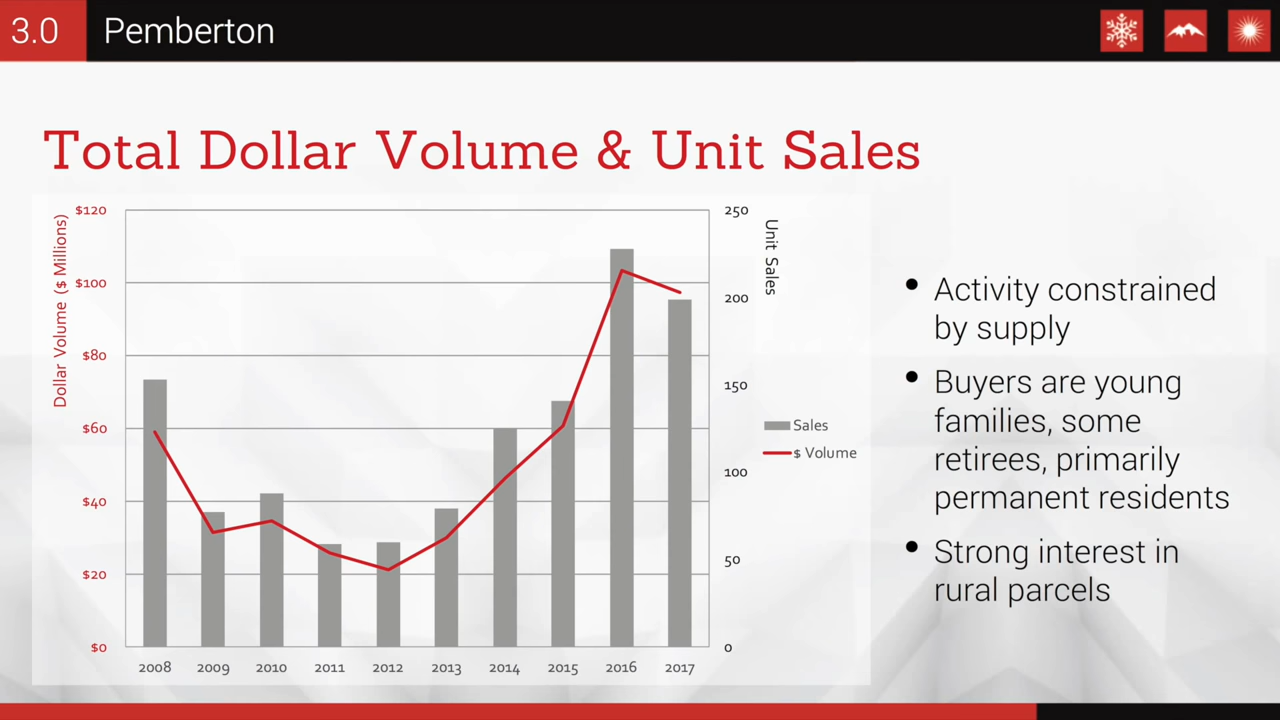 3.0 Pemberton
Total Dollar Volume & Unit Sales
Dollar Volume ($ Millions)
$120
$100
$80
$60
$40
$20
$0
2008 2009 2010 2011 2012 2013 2014 2015 2016 2017
250
200
150
100
50
0
Unit Sales
Sales
$ Volume
• Activity constrained
by supply
• Buyers are young
families, some
retirees, primarily
permanent residents
• Strong interest in
rural parcels